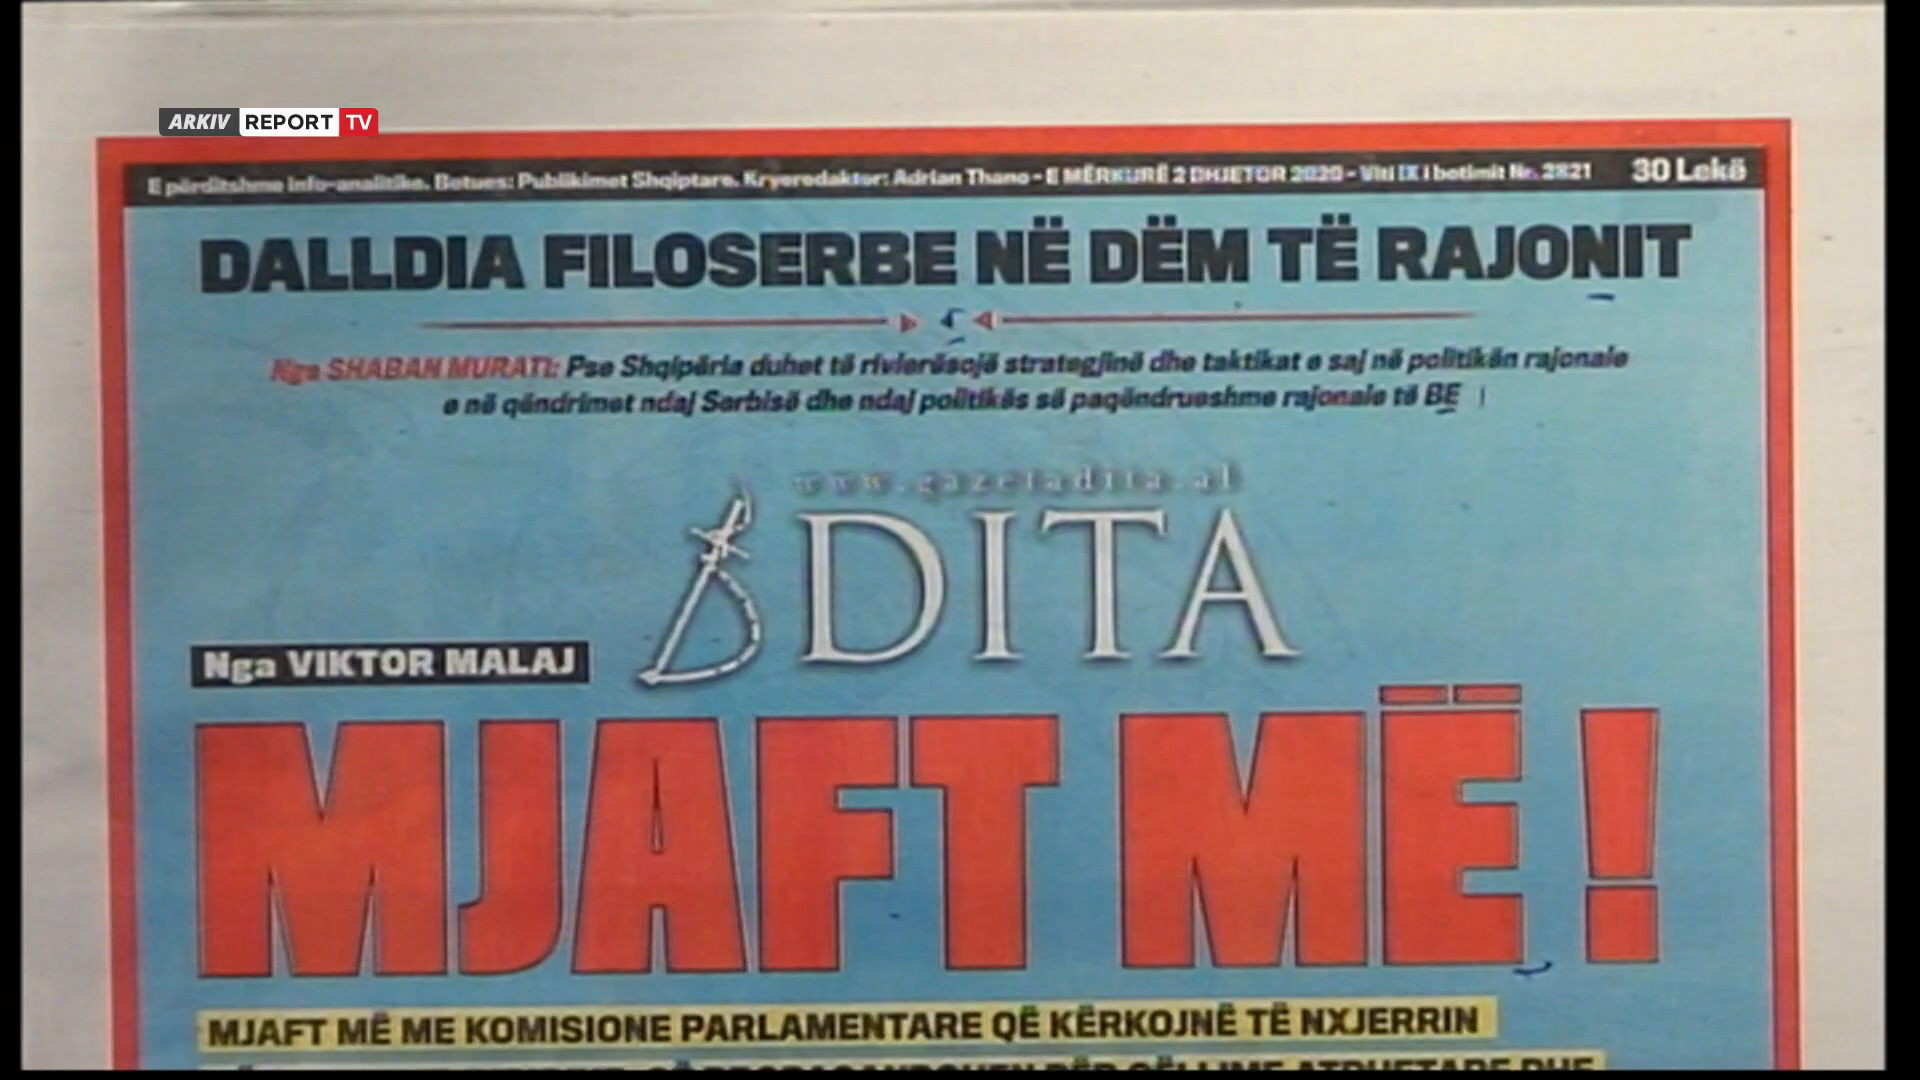 ARKIV REPORT TV
E përditshme info-analitike. Botues: Publikimet Shqiptare. Kryeredaktor: Adrian Thano - E MËRKURË 2 DHJETOR 2020 - Viti IX i botimit Nr. 2821 30 Lekë
DALLDIA FILOSERBE NË DËM TË RAJONIT
Nga SHABAN MURATI: Pse Shqipëria duhet të rivlerësojë strategjinë dhe taktikat e saj në politikën rajonale
e në qëndrimet ndaj Serbisë dhe ndaj politikës së paqëndrueshme rajonale të BE
www.gazetadita.al
DITA
Nga VIKTOR MALAJ
MJAFT MË !
MJAFT MË ME KOMISIONE PARLAMENTARE QË KËRKOJNË TË NXJERRIN